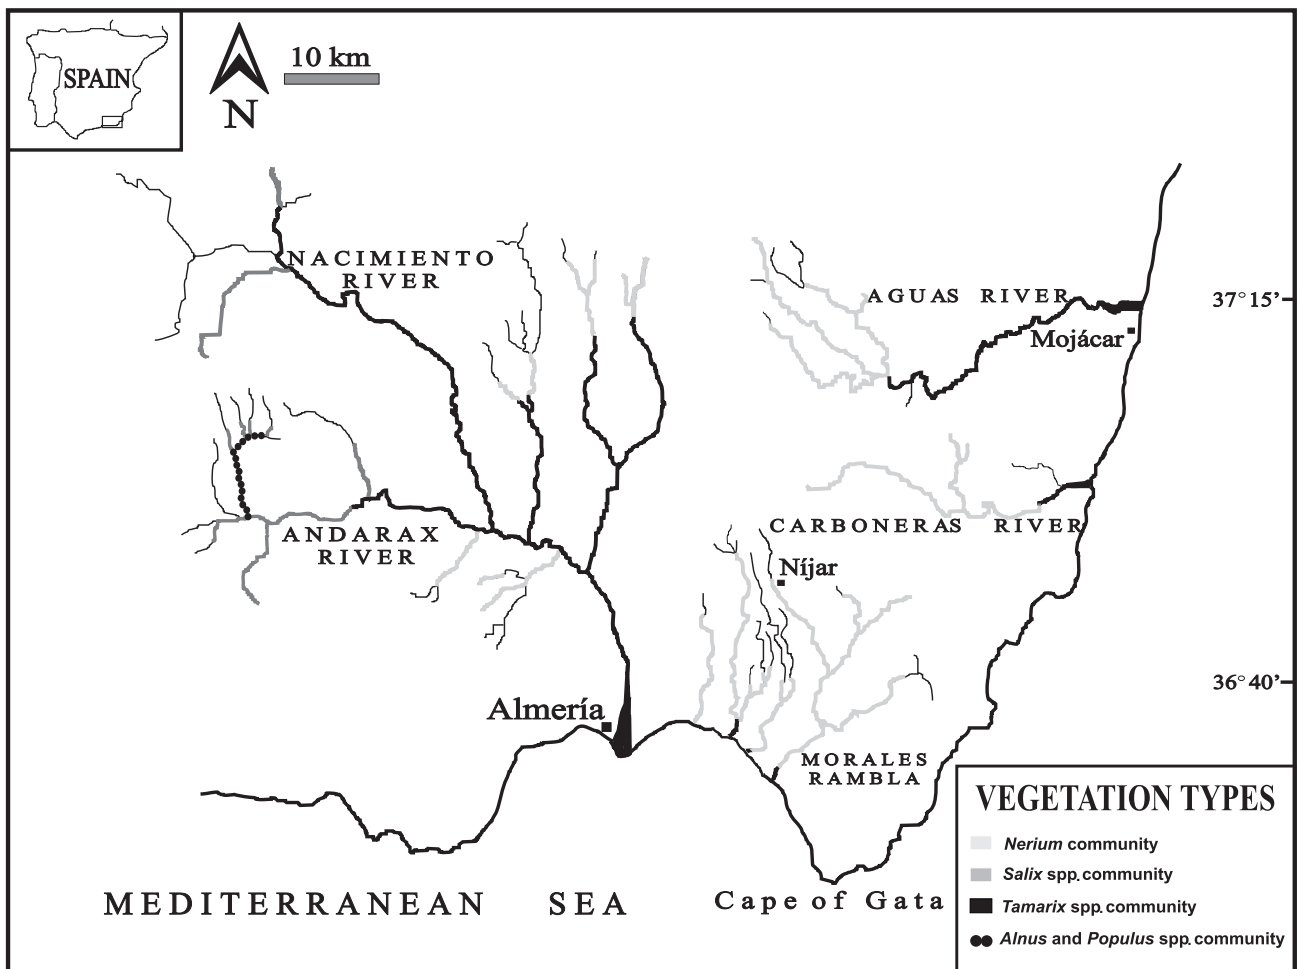 SPAIN
10 km
N
NACIMIENTO
RIVER
AGUAS RIVER
37°15’
Mojácar
ANDARAX
RIVER
CARBONERAS RIVER
Níjar
36°40’
Almería
MORALES
RAMBLA
VEGETATION TYPES
Nerium community
Salix spp. community
Tamarix spp. community
Alnus and Populus spp. community
MEDITERRANEAN SEA
Cape of Gata